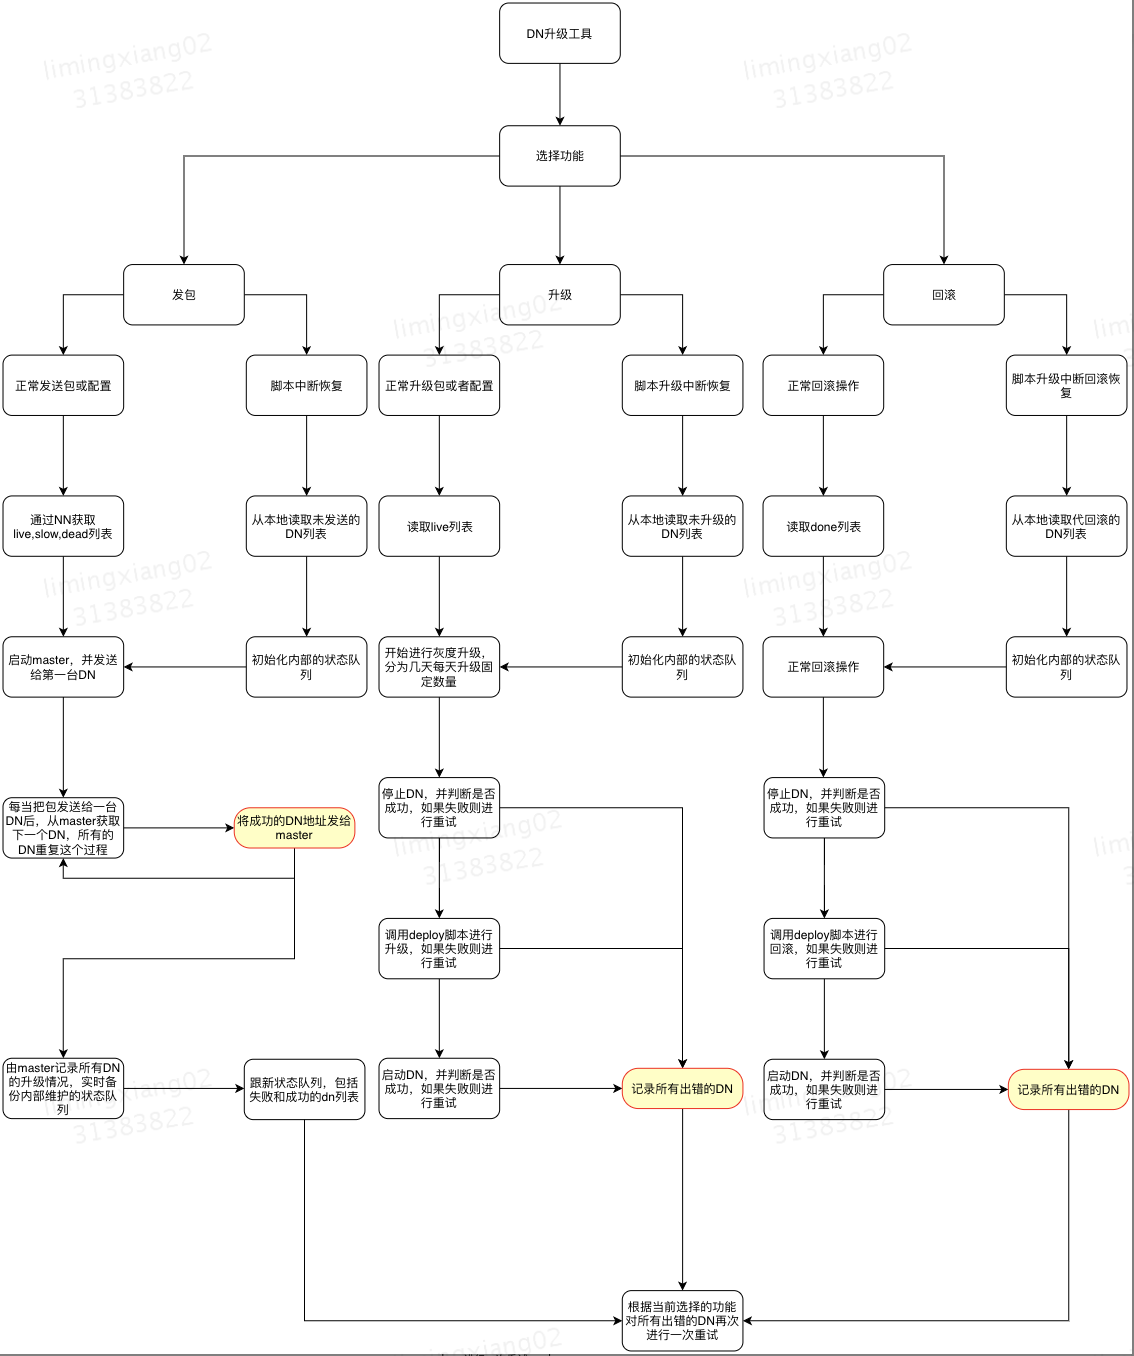 DN升级工具
选择功能
发包
升级
回滚
正常发送包或配置
脚本中断恢复
正常升级包或者配置
脚本升级中断恢复
正常回滚操作
脚本升级中断回滚恢
复
通过NN获取
live,slow,dead列表
从本地读取未发送的
DN列表
读取live列表
从本地读取未升级的
DN列表
读取done列表
从本地读取代回滚的
DN列表
启动master，并发送
给第一台DN
初始化内部的状态队
列
开始进行灰度升级，
分为几天每天升级固
定数量
初始化内部的状态队
列
正常回滚操作
初始化内部的状态队
列
每当把包发送给一台
DN后，从master获取
下一个DN，所有的
DN重复这个过程
将成功的DN地址发给
master
停止DN，并判断是否
成功，如果失败则进
行重试
停止DN，并判断是否
成功，如果失败则进
行重试
调用deploy脚本进行
升级，如果失败则进
行重试
调用deploy脚本进行
回滚，如果失败则进
行重试
由master记录所有DN
的升级情况，实时备
份内部维护的状态队
列
跟新状态队列，包括
失败和成功的dn列表
启动DN，并判断是否
成功，如果失败则进
行重试
记录所有出错的DN
启动DN，并判断是否
成功，如果失败则进
行重试
记录所有出错的DN
根据当前选择的功能
对所有出错的DN再次
进行一次重试
limingxiang02
31383822
limingxiang02
31383822
limingxiang02
31383822
limingxiang02
31383822
limingxiang02
31383822
limingxiang02
31383822
limingxiang02
31383822
limingxiang02
31383822
limingxiang02